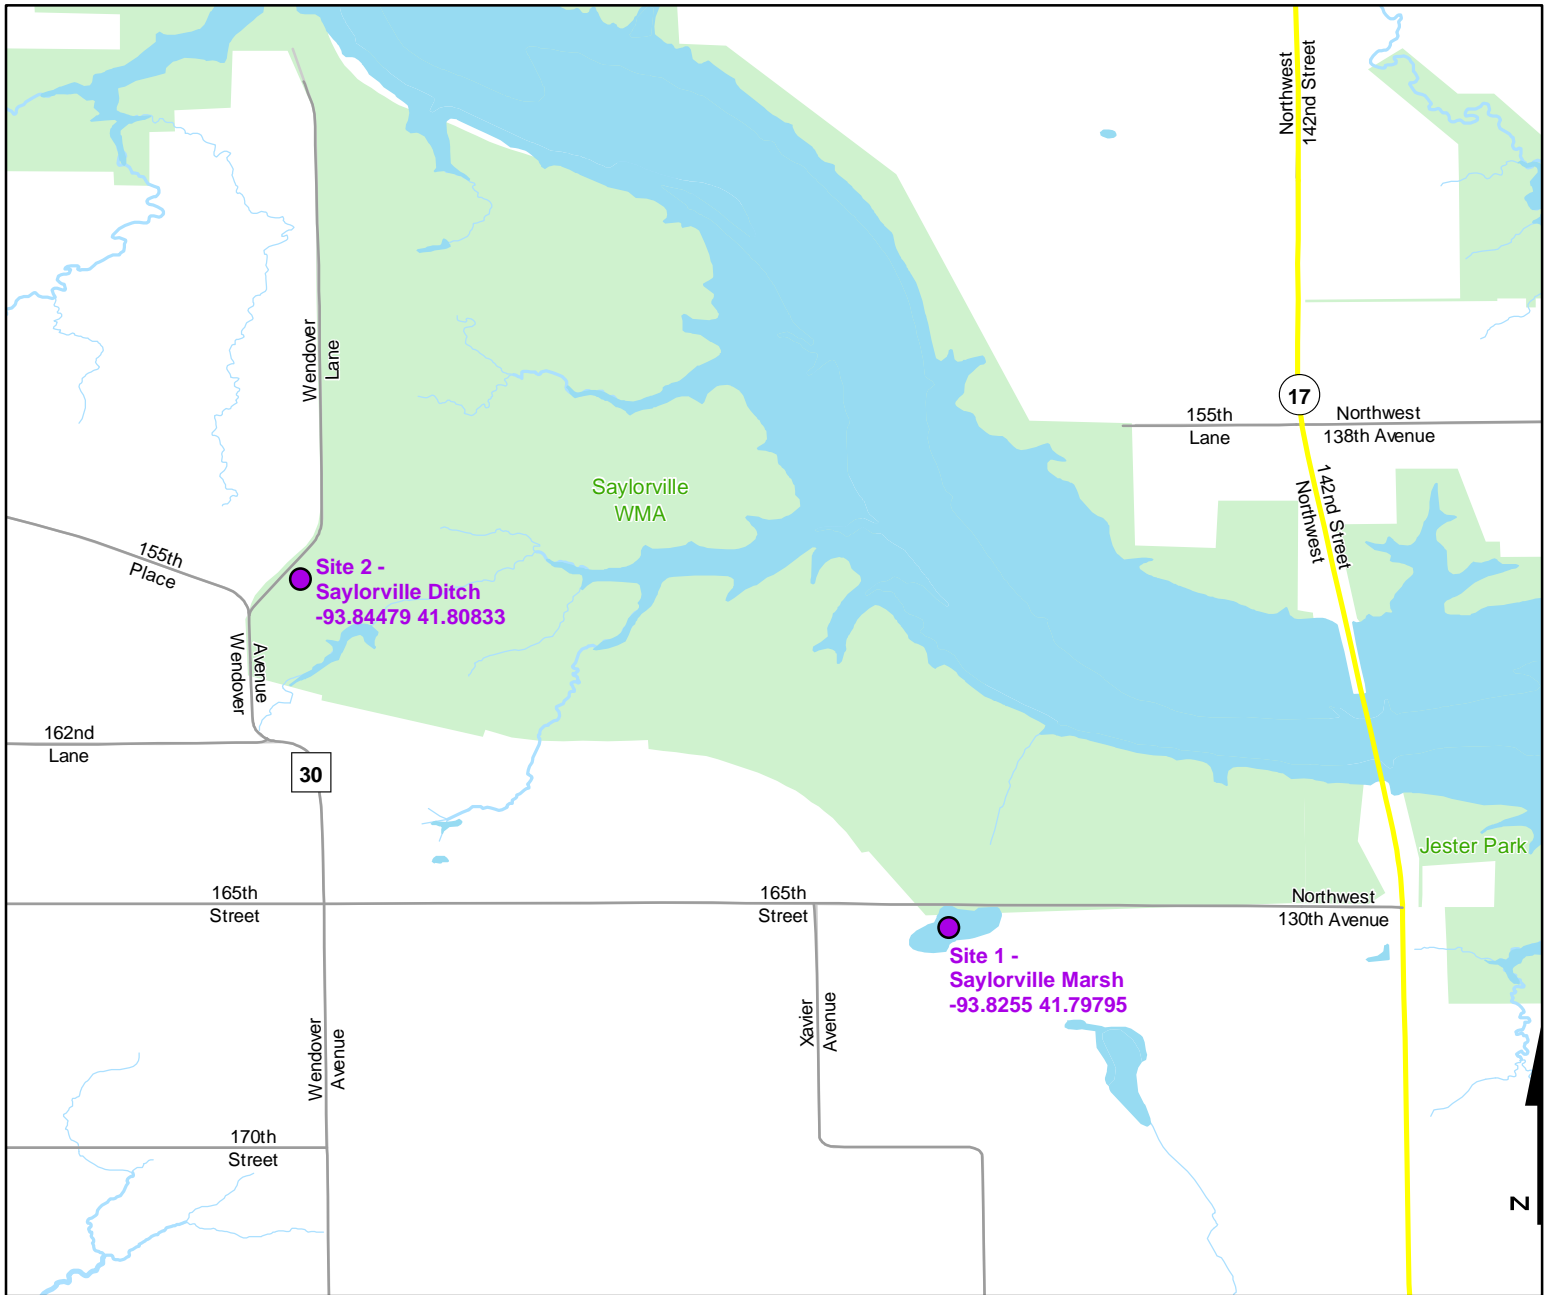 Northwest
142nd Street
Wendover
Lane
17
155th
Lane
Northwest
138th Avenue
142nd Street
Northwest
Saylorville
WMA
155th
Place
Site 2 -
Saylorville Ditch
-93.84479 41.80833
Avenue
Wendover
162nd
Lane
30
Jester Park
165th
Street
165th
Street
Northwest
130th Avenue
Site 1 -
Saylorville Marsh
-93.8255 41.79795
Xavier
Avenue
Wendover
Avenue
170th
Street
N